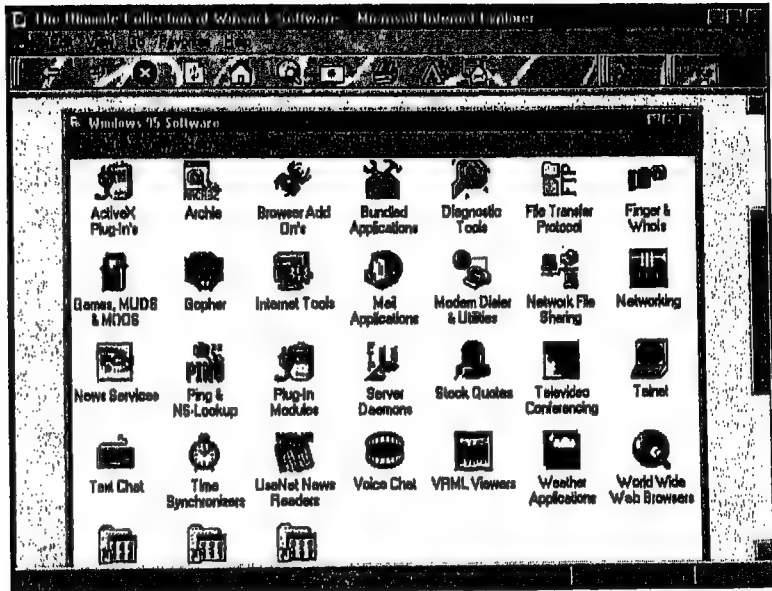 The Ultimate Collection of Winsock Software - Microsoft Internet Explorer
Windows 95 Software
ActiveX Plug-In's
Archie
Browser Add On's
Bundled Applications
Diagnostic Tools
File Transfer Protocol
Finger & Whois
Games, MUDS & MOOS
Gopher
Internet Tools
Mail Applications
Modem Dialer & Utilities
Network File Sharing
Networking
News Services
Ping & NS-Lookup
Plug-In Modules
Server Daemons
Stock Quotes
Televideo Conferencing
Telnet
Text Chat
Time Synchronizers
UseNet News Readers
Voice Chat
VRML Viewers
Weather Applications
World Wide Web Browsers